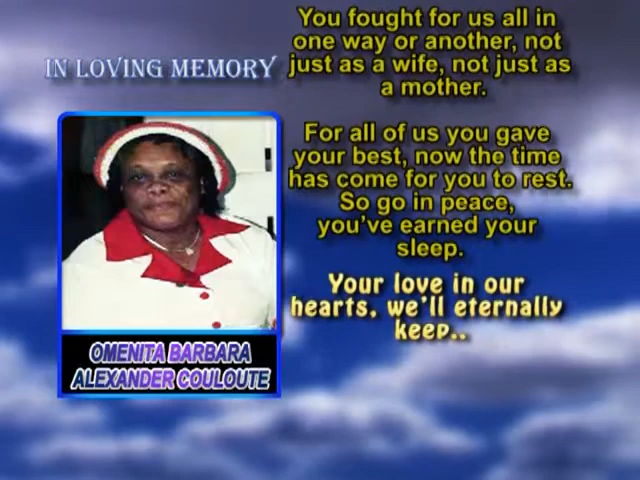 IN LOVING MEMORY
You fought for us all in
one way or another, not
just as a wife, not just as
a mother.
For all of us you gave
your best, now the time
has come for you to rest.
So go in peace,
you've earned your
sleep.
Your love in our
hearts, we'll eternally
keep..
OMENITA BARBARA
ALEXANDER COULOUTE